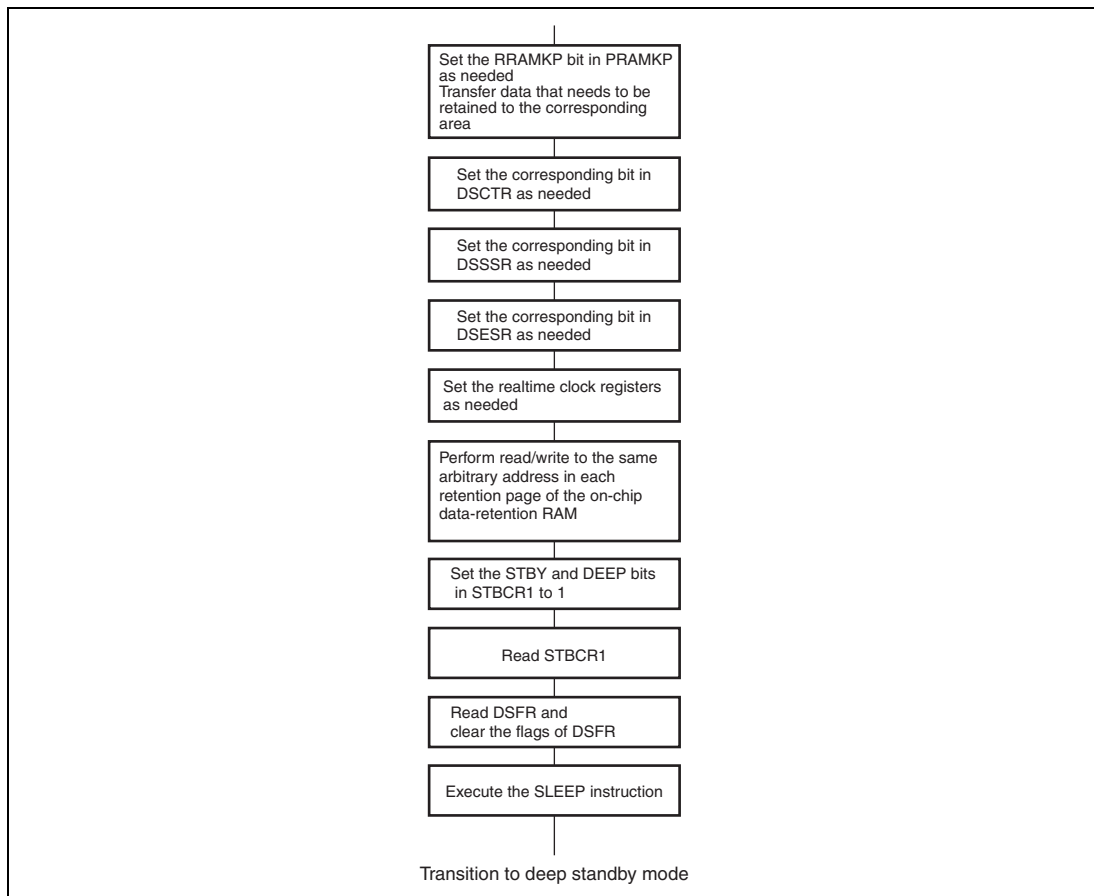 Set the RRAMKP bit in PRAMKP
as needed
Transfer data that needs to be
retained to the corresponding
area
Set the corresponding bit in
DSCTR as needed
Set the corresponding bit in
DSSSR as needed
Set the corresponding bit in
DSESR as needed
Set the realtime clock registers
as needed
Perform read/write to the same
arbitrary address in each
retention page of the on-chip
data-retention RAM
Set the STBY and DEEP bits
in STBCR1 to 1
Read STBCR1
Read DSFR and
clear the flags of DSFR
Execute the SLEEP instruction
Transition to deep standby mode